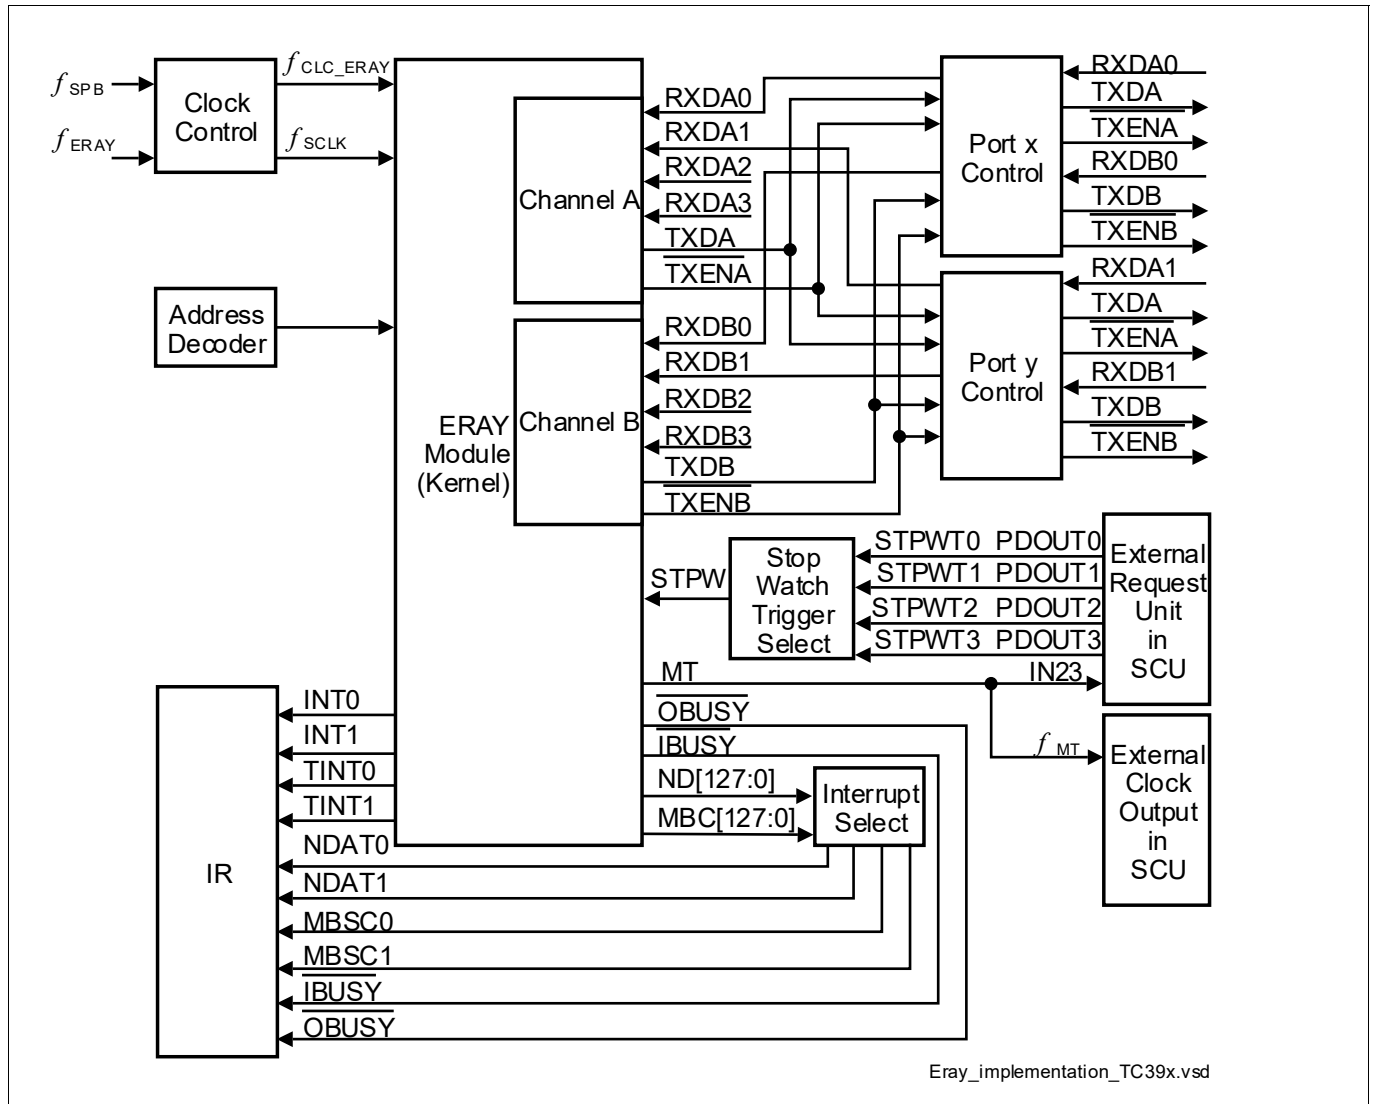 f SPB
f ERAY
Clock
Control
f CLC_ERAY
f SCLK
Address
Decoder
ERAY
Module
(Kernel)
Channel A
RXDA0
RXDA1
RXDA2
RXDA3
TXDA
TXENA
Channel B
RXDB0
RXDB1
RXDB2
RXDB3
TXDB
TXENB
Port x
Control
RXDA0
TXDA
TXENA
RXDB0
TXDB
TXENB
Port y
Control
RXDA1
TXDA
TXENA
RXDB1
TXDB
TXENB
STPW
Stop
Watch
Trigger
Select
STPWT0 PDOUT0
STPWT1 PDOUT1
STPWT2 PDOUT2
STPWT3 PDOUT3
External
Request
Unit
in
SCU
MT
IN23
OBUSY
IBUSY
ND[127:0]
MBC[127:0]
Interrupt
Select
f MT
External
Clock
Output
in
SCU
IR
INT0
INT1
TINT0
TINT1
NDAT0
NDAT1
MBSC0
MBSC1
IBUSY
OBUSY
Eray_implementation_TC39x.vsd